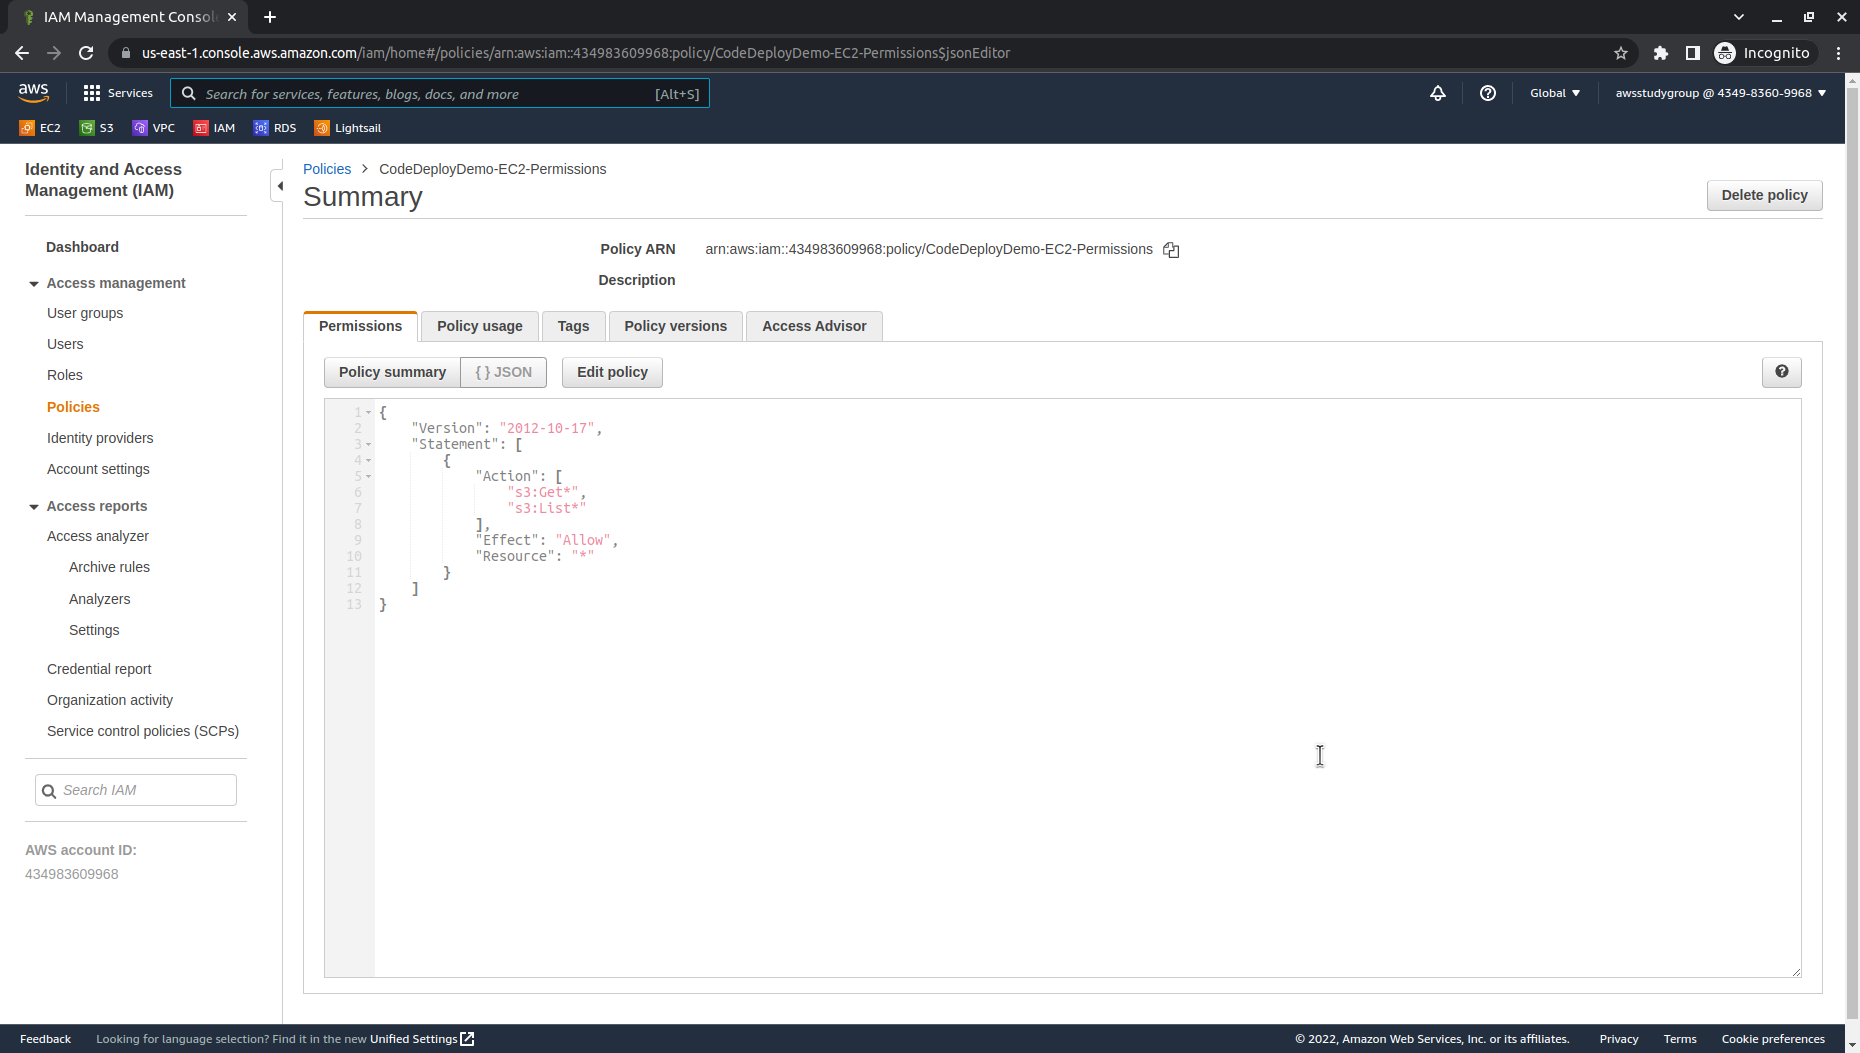 IAM Management Consol
us-east-1.console.aws.amazon.com/iam/home#/policies/arn:aws:iam::434983609968:policy/CodeDeployDemo-EC2-Permissions$jsonEditor
Incognito
aws
Services
Search for services, features, blogs, docs, and more
[Alt+S]
Global
awsstudygroup @ 4349-8360-9968
EC2
S3
VPC
IAM
RDS
Lightsail
Identity and Access
Management (IAM)
Dashboard
Access management
User groups
Users
Roles
Policies
Identity providers
Account settings
Access reports
Access analyzer
Archive rules
Analyzers
Settings
Credential report
Organization activity
Service control policies (SCPs)
Search IAM
AWS account ID:
434983609968
Policies > CodeDeployDemo-EC2-Permissions
Summary
Delete policy
Policy ARN arn:aws:iam::434983609968:policy/CodeDeployDemo-EC2-Permissions
Description
Permissions
Policy usage
Tags
Policy versions
Access Advisor
Policy summary
{ } JSON
Edit policy
1 {
2 "Version": "2012-10-17",
3 "Statement": [
4 {
5 "Action": [
6 "s3:Get*",
7 "s3:List*"
8 ],
9 "Effect": "Allow",
10 "Resource": "*"
11 }
12 ]
13 }
Feedback
Looking for language selection? Find it in the new Unified Settings
© 2022, Amazon Web Services, Inc. or its affiliates.
Privacy
Terms
Cookie preferences